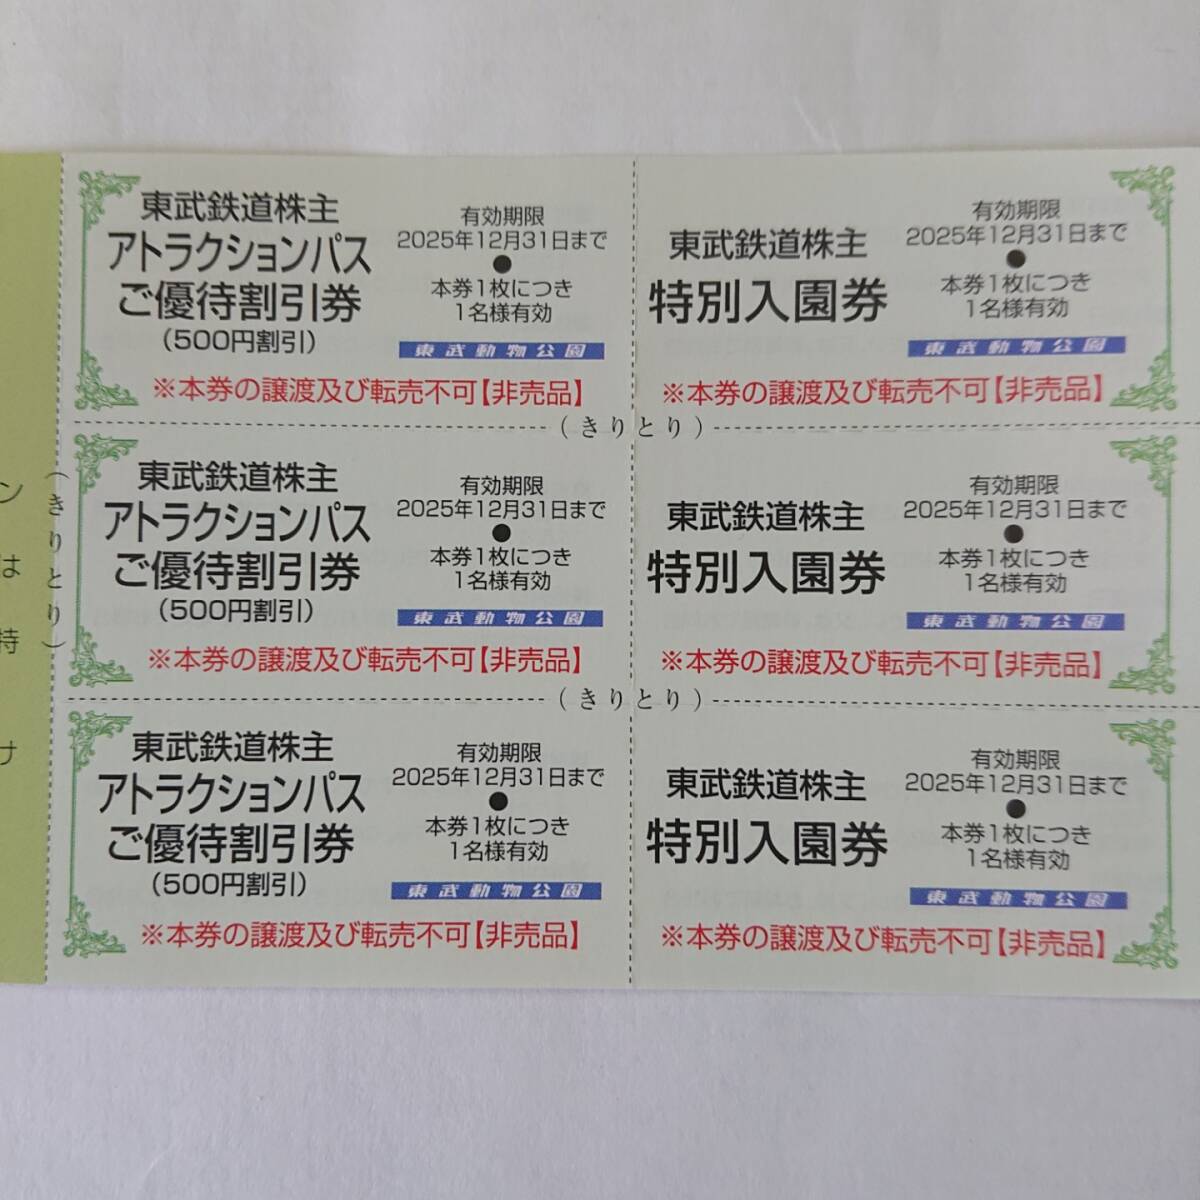 東武鉄道株主
アトラクションパス
ご優待割引券
(500円割引)
有効期限
2025年12月31日まで
●
本券1枚につき
1名様有効
東武動物公園
※本券の譲渡及び転売不可【非売品】
東武鉄道株主
特別入園券
有効期限
2025年12月31日まで
●
本券1枚につき
1名様有効
東武動物公園
※本券の譲渡及び転売不可【非売品】
(きりとり)
東武鉄道株主
アトラクションパス
ご優待割引券
(500円割引)
有効期限
2025年12月31日まで
●
本券1枚につき
1名様有効
東武動物公園
※本券の譲渡及び転売不可【非売品】
東武鉄道株主
特別入園券
有効期限
2025年12月31日まで
●
本券1枚につき
1名様有効
東武動物公園
※本券の譲渡及び転売不可【非売品】
(きりとり)
東武鉄道株主
アトラクションパス
ご優待割引券
(500円割引)
有効期限
2025年12月31日まで
●
本券1枚につき
1名様有効
東武動物公園
※本券の譲渡及び転売不可【非売品】
東武鉄道株主
特別入園券
有効期限
2025年12月31日まで
●
本券1枚につき
1名様有効
東武動物公園
※本券の譲渡及び転売不可【非売品】
(きりとり)
ン
は
特
け